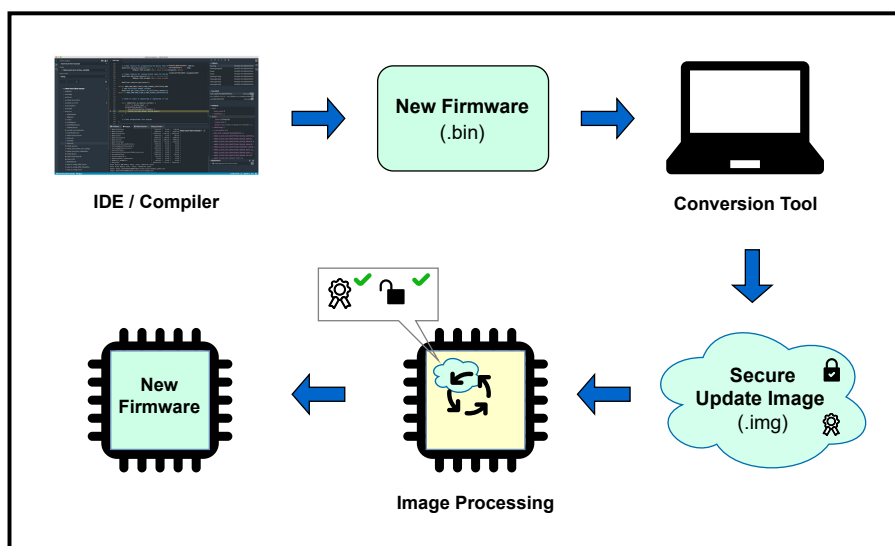 New Firmware
(.bin)
IDE / Compiler
Conversion Tool
Secure
Update Image
(.img)
New
Firmware
Image Processing